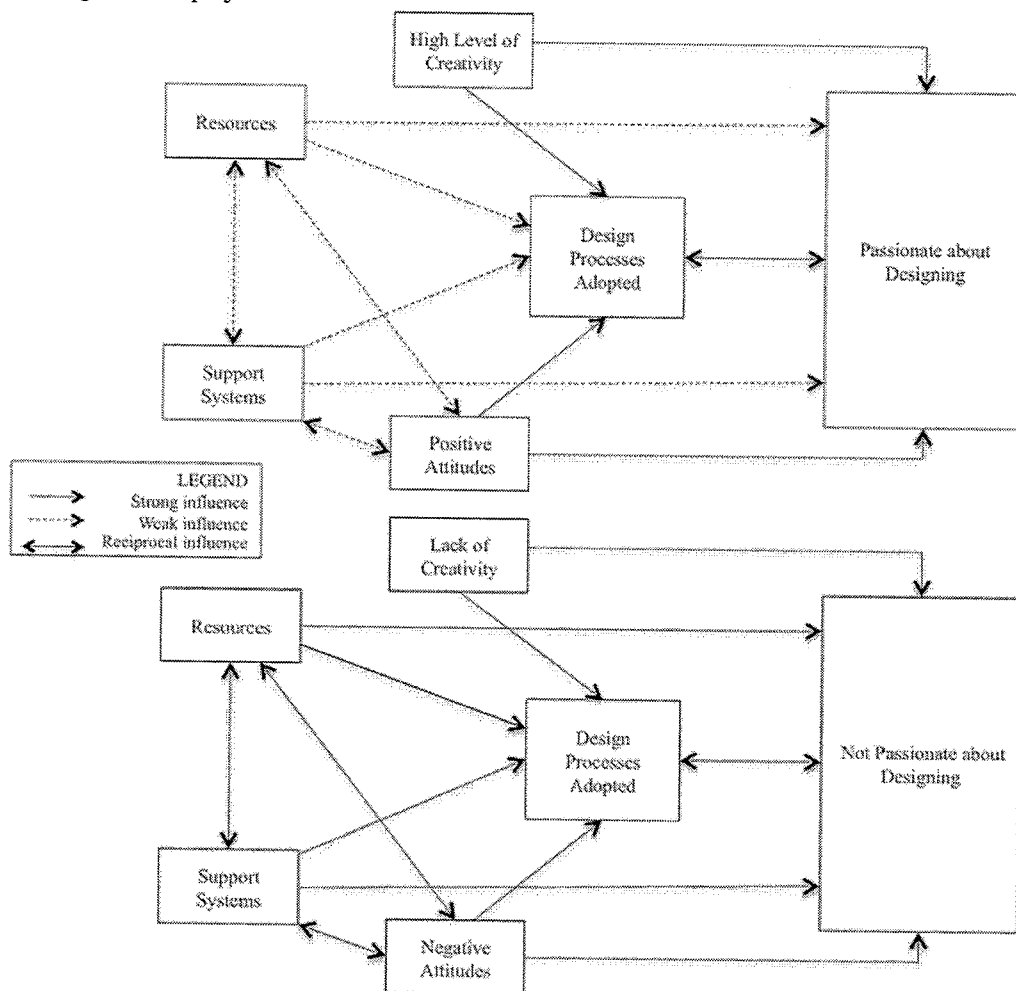 High Level of
Creativity
Resources
Design
Processes
Adopted
Passionate about
Designing
Support
Systems
Positive
Attitudes
LEGEND
Strong influence
Weak influence
Reciprocal influence
Lack of
Creativity
Resources
Design
Processes
Adopted
Not Passionate about
Designing
Support
Systems
Negative
Attitudes